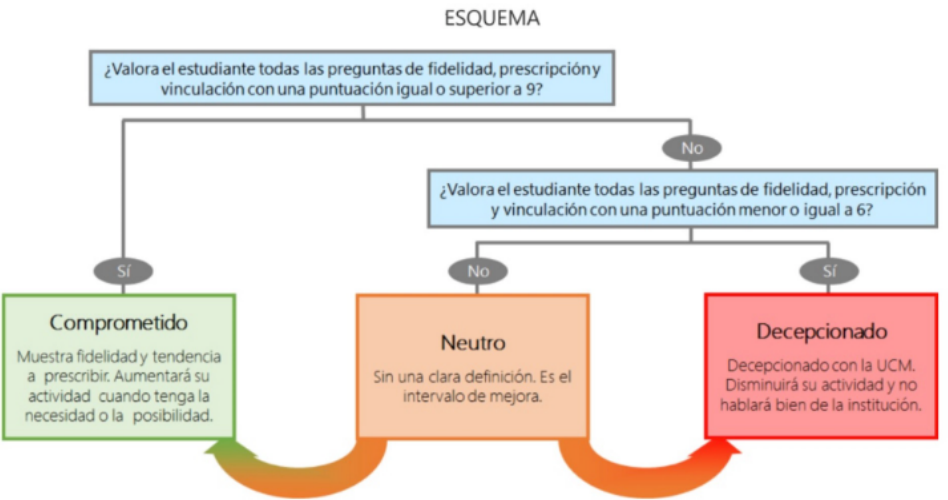 ESQUEMA
¿Valora el estudiante todas las preguntas de fidelidad, prescripción y
vinculación con una puntuación igual o superior a 9?
No
¿Valora el estudiante todas las preguntas de fidelidad, prescripción
y vinculación con una puntuación menor o igual a 6?
Sí
No
Sí
Comprometido
Muestra fidelidad y tendencia
a prescribir. Aumentará su
actividad cuando tenga la
necesidad o la posibilidad.
Neutro
Sin una clara definición. Es el
intervalo de mejora.
Decepcionado
Decepcionado con la UCM.
Disminuirá su actividad y no
hablará bien de la institución.